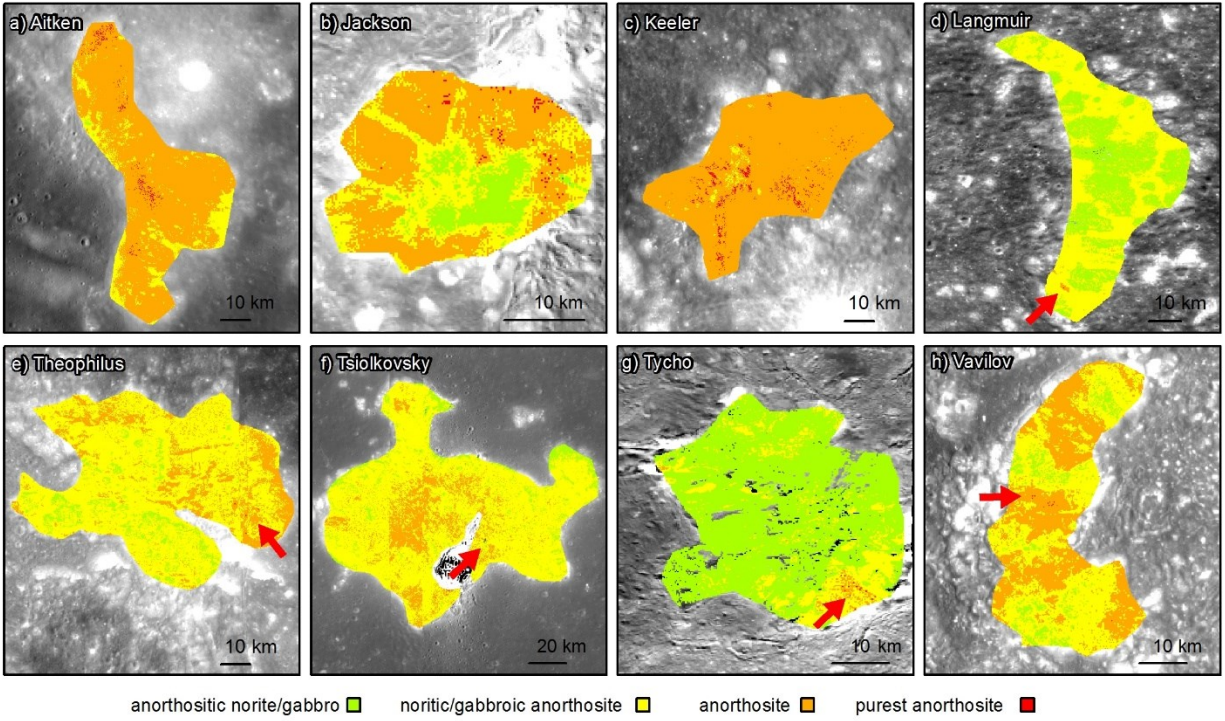 a) Aitken
b) Jackson
c) Keeler
d) Langmuir
10 km
10 km
10 km
10 km
e) Theophilus
f) Tsiolkovsky
g) Tycho
h) Vavilov
10 km
20 km
10 km
10 km
anorthositic norite/gabbro
noritic/gabbroic anorthosite
anorthosite
purest anorthosite